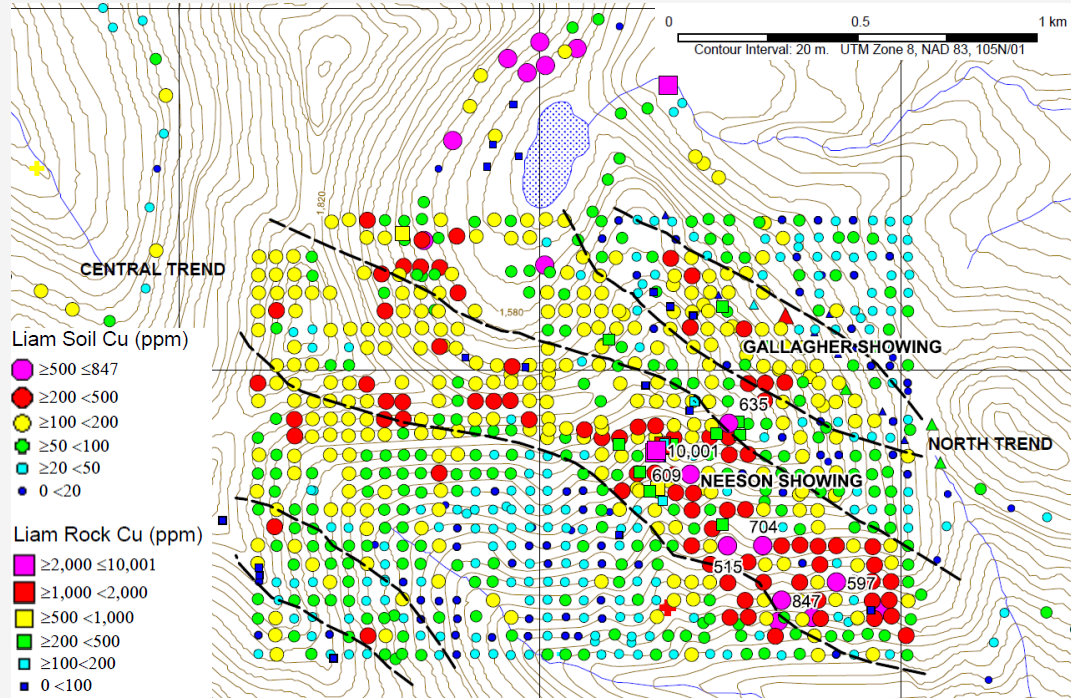 0 0.5 1 km
Contour Interval: 20 m. UTM Zone 8, NAD 83, 105N/01
1,820
CENTRAL TREND
1,580
Liam Soil Cu (ppm)
≥500 ≤847
≥200 <500
≥100 <200
≥50 <100
≥20 <50
0 <20
GALLAGHER SHOWING
635
NORTH TREND
10,001
609
NEESON SHOWING
704
515
597
847
Liam Rock Cu (ppm)
≥2,000 ≤10,001
≥1,000 <2,000
≥500 <1,000
≥200 <500
≥100<200
0 <100